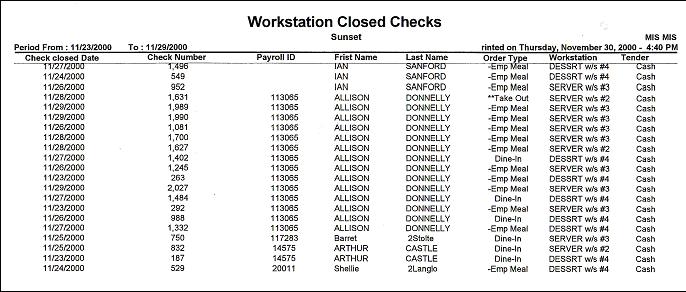 Workstation Closed Checks
Sunset
MIS MIS
Period From : 11/23/2000 To : 11/29/2000 rinted on Thursday, November 30, 2000 - 4:40 PM
Check closed Date Check Number Payroll ID Frist Name Last Name Order Type Workstation Tender
11/27/2000 1,496 IAN SANFORD -Emp Meal DESSRT w/s #4 Cash
11/24/2000 549 IAN SANFORD -Emp Meal DESSRT w/s #4 Cash
11/26/2000 952 IAN SANFORD -Emp Meal SERVER w/s #3 Cash
11/28/2000 1,631 113065 ALLISON DONNELLY **Take Out SERVER w/s #2 Cash
11/29/2000 1,989 113065 ALLISON DONNELLY -Emp Meal SERVER w/s #3 Cash
11/29/2000 1,990 113065 ALLISON DONNELLY -Emp Meal SERVER w/s #3 Cash
11/26/2000 1,081 113065 ALLISON DONNELLY -Emp Meal SERVER w/s #3 Cash
11/28/2000 1,700 113065 ALLISON DONNELLY -Emp Meal SERVER w/s #3 Cash
11/28/2000 1,627 113065 ALLISON DONNELLY -Emp Meal SERVER w/s #2 Cash
11/27/2000 1,402 113065 ALLISON DONNELLY Dine-In DESSRT w/s #4 Cash
11/26/2000 1,245 113065 ALLISON DONNELLY -Emp Meal SERVER w/s #3 Cash
11/23/2000 263 113065 ALLISON DONNELLY -Emp Meal DESSRT w/s #4 Cash
11/29/2000 2,027 113065 ALLISON DONNELLY -Emp Meal SERVER w/s #3 Cash
11/27/2000 1,484 113065 ALLISON DONNELLY Dine-In DESSRT w/s #4 Cash
11/23/2000 292 113065 ALLISON DONNELLY -Emp Meal SERVER w/s #3 Cash
11/26/2000 988 113065 ALLISON DONNELLY Dine-In DESSRT w/s #4 Cash
11/27/2000 1,332 113065 ALLISON DONNELLY -Emp Meal DESSRT w/s #4 Cash
11/25/2000 750 117283 Barret 2Stolte Dine-In SERVER w/s #3 Cash
11/25/2000 832 14575 ARTHUR CASTLE Dine-In SERVER w/s #2 Cash
11/23/2000 187 14575 ARTHUR CASTLE Dine-In DESSRT w/s #4 Cash
11/24/2000 529 20011 Shellie 2Langlo -Emp Meal DESSRT w/s #4 Cash